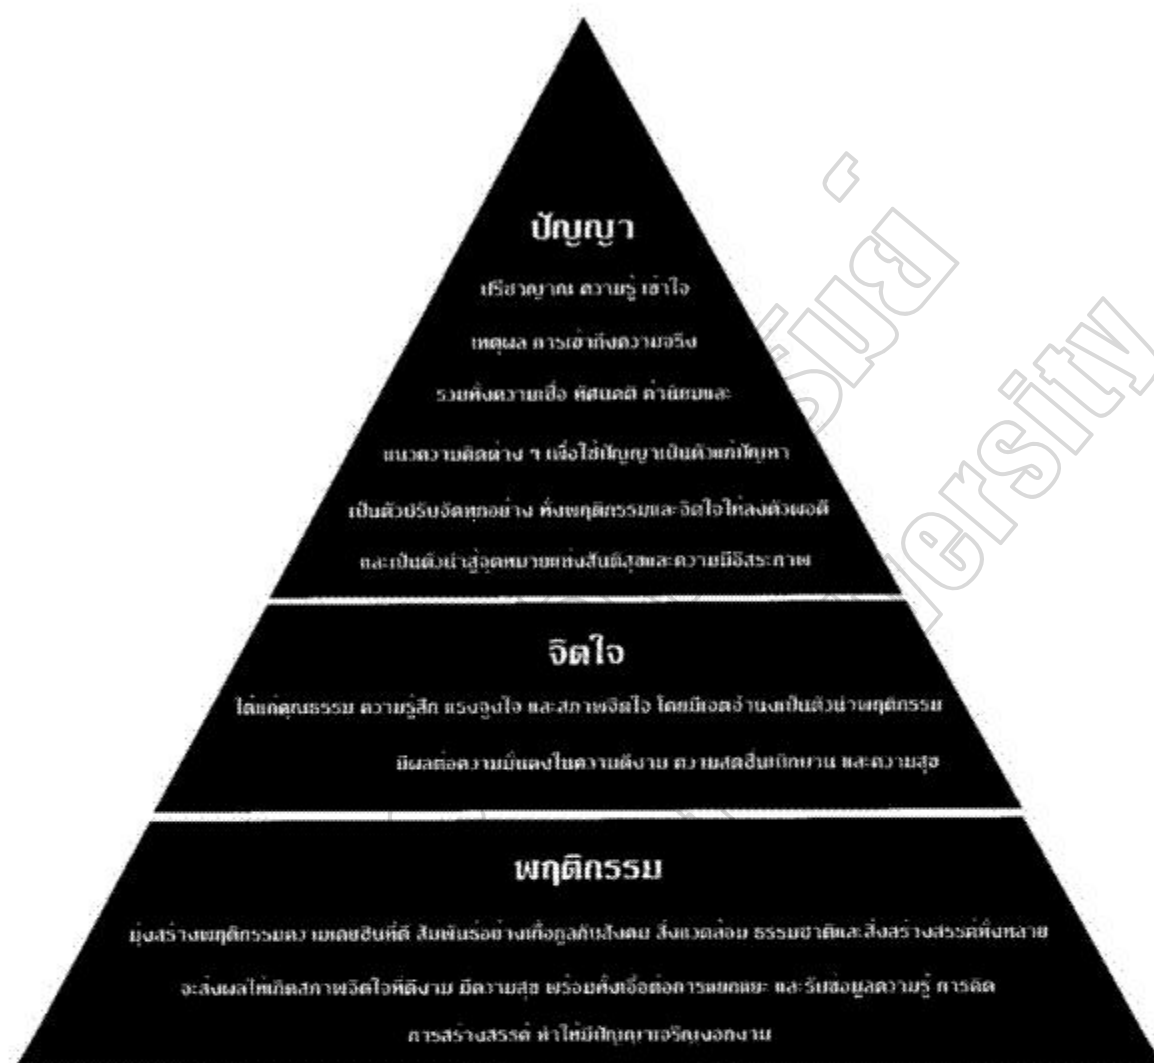 ปัญญา
ปรีชาญาณ ความรู้ เข้าใจ
เหตุผล การเข้าถึงความจริง
รวมทั้งความเชื่อ ทัศนคติ ค่านิยมและ
แนวความคิดต่าง ๆ เพื่อใช้ปัญญาเป็นตัวแก้ปัญหา
เป็นตัวปรับจัดทุกอย่าง ทั้งพฤติกรรมและจิตใจให้ลงตัวพอดี
และเป็นตัวนำสู่จุดหมายแห่งสันติสุขและความมีอิสระภาพ
จิตใจ
ได้แก่คุณธรรม ความรู้สึก แรงจูงใจ และสภาพจิตใจ โดยมีเจตจำนงเป็นตัวนำพฤติกรรม
มีผลต่อความมั่นคงในความดีงาม ความสดชื่นเบิกบาน และความสุข
พฤติกรรม
มุ่งสร้างพฤติกรรมความเคยชินที่ดี สัมพันธ์อย่างเกื้อกูลกับสังคม สิ่งแวดล้อม ธรรมชาติและสิ่งสร้างสรรค์ทั้งหลาย
จะส่งผลให้เกิดสภาพจิตใจที่ดีงาม มีความสุข พร้อมทั้งเอื้อต่อการแยกแยะ และรับข้อมูลความรู้ การคิด
การสร้างสรรค์ ทำให้มีปัญญาเจริญงอกงาม